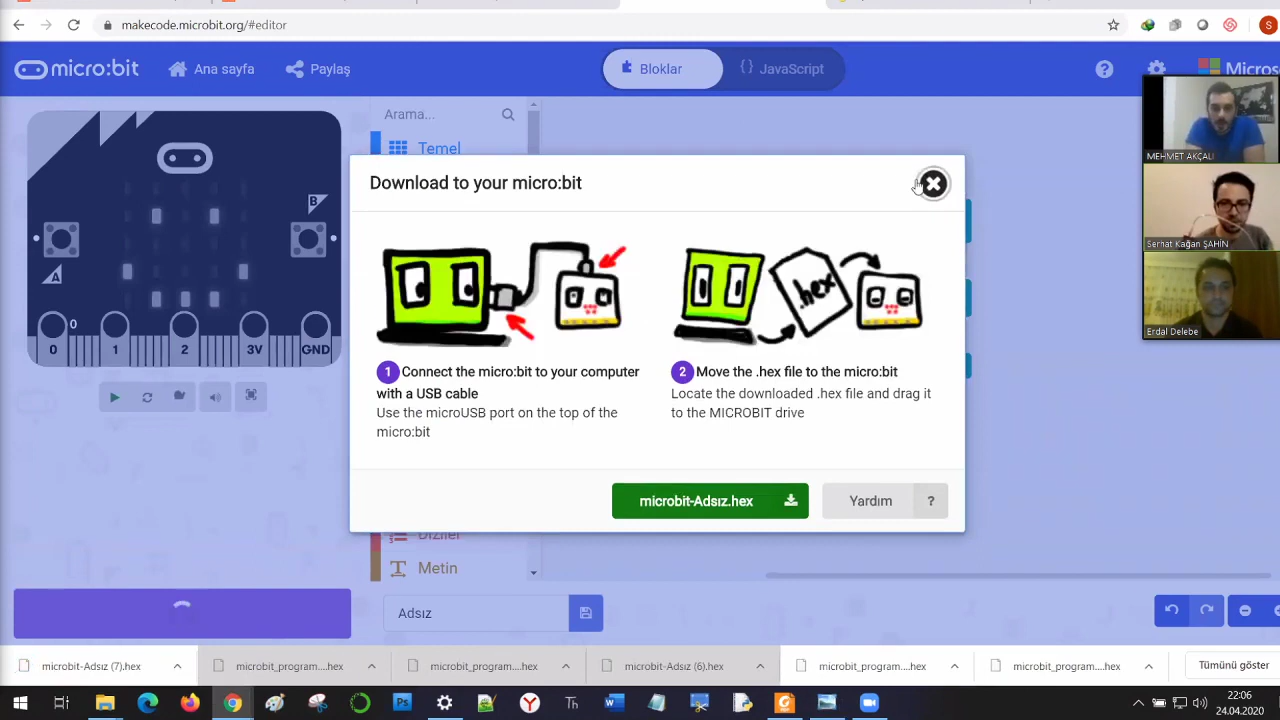 makecode.microbit.org/#editor
S
micro:bit
Ana sayfa
Paylaş
Bloklar
{} JavaScript
?
Micros
Arama...
Temel
B
A
0
0
1
2
3V
GND
Download to your micro:bit
.hex
1 Connect the micro:bit to your computer
with a USB cable
Use the microUSB port on the top of the
micro:bit
2 Move the .hex file to the micro:bit
Locate the downloaded .hex file and drag it
to the MICROBIT drive
microbit-Adsız.hex
Yardım ?
MEHMET AKÇALI
Serhat Kağan ŞAHİN
Erdal Delebe
Diziler
T Metin
Adsız
microbit-Adsız (7).hex
microbit_program....hex
microbit_program....hex
microbit-Adsız (6).hex
microbit_program....hex
microbit_program....hex
Tümünü göster
Ps
Th
W
22:06
24.04.2020